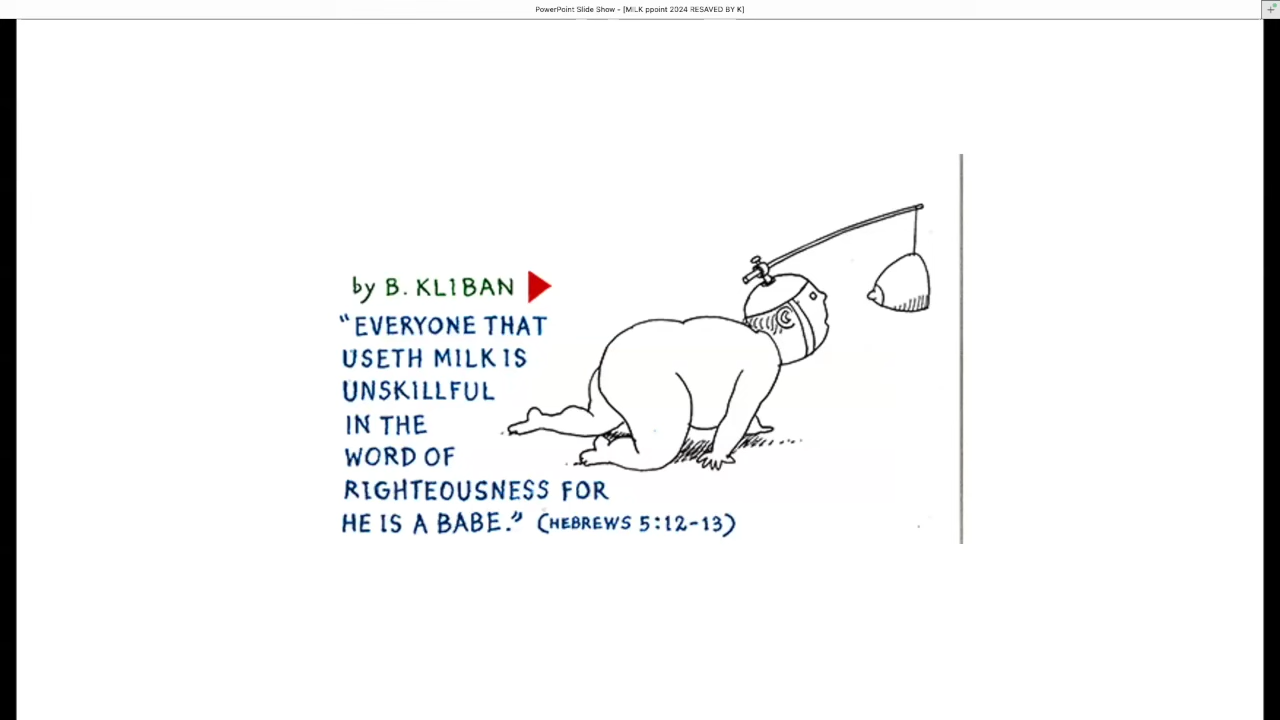 PowerPoint Slide Show - [MILK ppoint 2024 RESAVED BY K]
by B. KLIBAN
"EVERYONE THAT
USETH MILK IS
UNSKILLFUL
IN THE
WORD OF
RIGHTEOUSNESS FOR
HE IS A BABE." (HEBREWS 5:12-13)